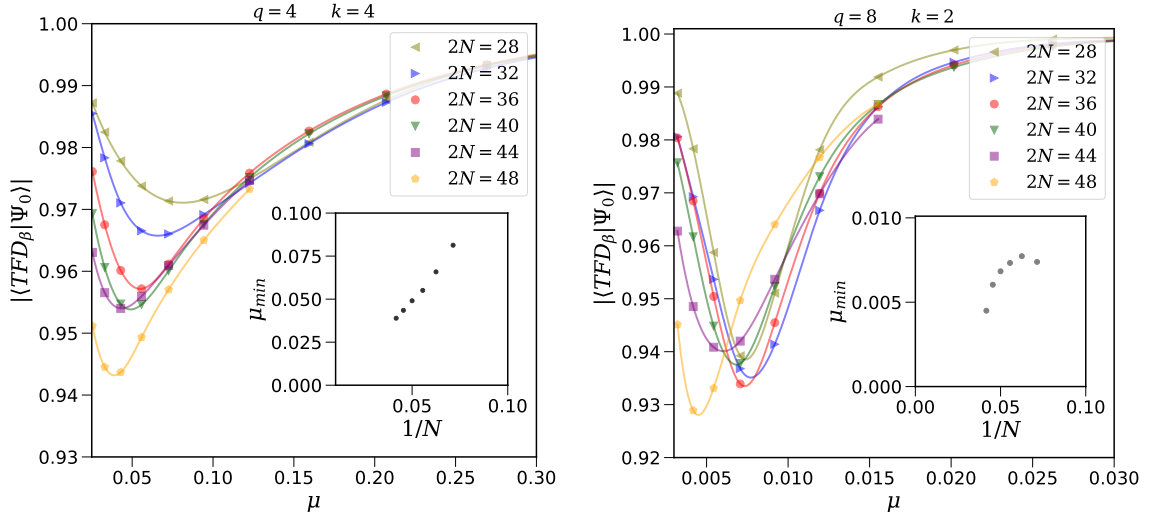 q = 4 k = 4
1.00
0.99
0.98
0.97
0.96
0.95
0.94
0.93
|⟨TFD_β|Ψ_0⟩|
2N = 28
2N = 32
2N = 36
2N = 40
2N = 44
2N = 48
0.100
0.075
0.050
0.025
0.000
μ_min
0.05 0.10
1/N
0.05 0.10 0.15 0.20 0.25 0.30
μ
q = 8 k = 2
1.00
0.99
0.98
0.97
0.96
0.95
0.94
0.93
0.92
|⟨TFD_β|Ψ_0⟩|
2N = 28
2N = 32
2N = 36
2N = 40
2N = 44
2N = 48
0.010
0.005
0.000
μ_min
0.00 0.05 0.10
1/N
0.005 0.010 0.015 0.020 0.025 0.030
μ